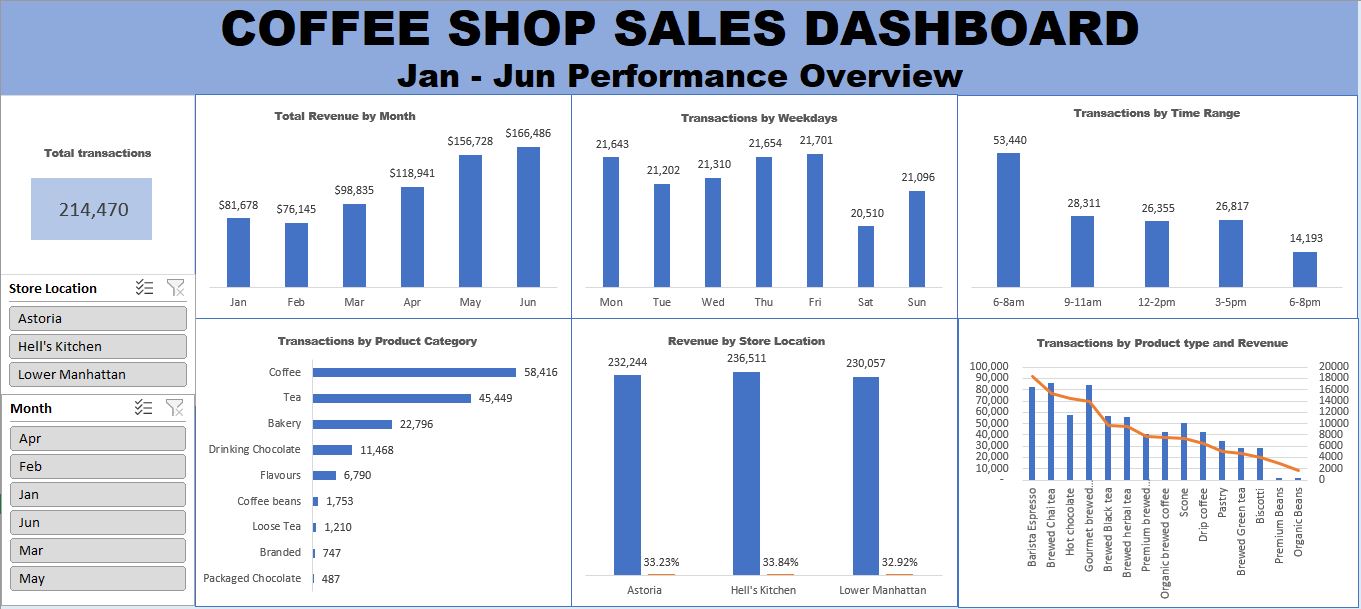 COFFEE SHOP SALES DASHBOARD
Jan - Jun Performance Overview
Total transactions
214,470
Store Location
Astoria
Hell's Kitchen
Lower Manhattan
Month
Apr
Feb
Jan
Jun
Mar
May
Total Revenue by Month
$81,678 $76,145 $98,835 $118,941 $156,728 $166,486
Jan Feb Mar Apr May Jun
Transactions by Weekdays
21,643 21,202 21,310 21,654 21,701 20,510 21,096
Mon Tue Wed Thu Fri Sat Sun
Transactions by Time Range
53,440 28,311 26,355 26,817 14,193
6-8am 9-11am 12-2pm 3-5pm 6-8pm
Transactions by Product Category
Coffee 58,416
Tea 45,449
Bakery 22,796
Drinking Chocolate 11,468
Flavours 6,790
Coffee beans 1,753
Loose Tea 1,210
Branded 747
Packaged Chocolate 487
Revenue by Store Location
232,244 236,511 230,057
33.23% 33.84% 32.92%
Astoria Hell's Kitchen Lower Manhattan
Transactions by Product type and Revenue
100,000 20000
90,000 18000
80,000 16000
70,000 14000
60,000 12000
50,000 10000
40,000 8000
30,000 6000
20,000 4000
10,000 2000
- 0
Barista Espresso
Brewed Chai tea
Hot chocolate
Gourmet brewed..
Brewed Black tea
Brewed herbal tea
Premium brewed..
Organic brewed coffee
Scone
Drip coffee
Pastry
Brewed Green tea
Biscotti
Premium Beans
Organic Beans